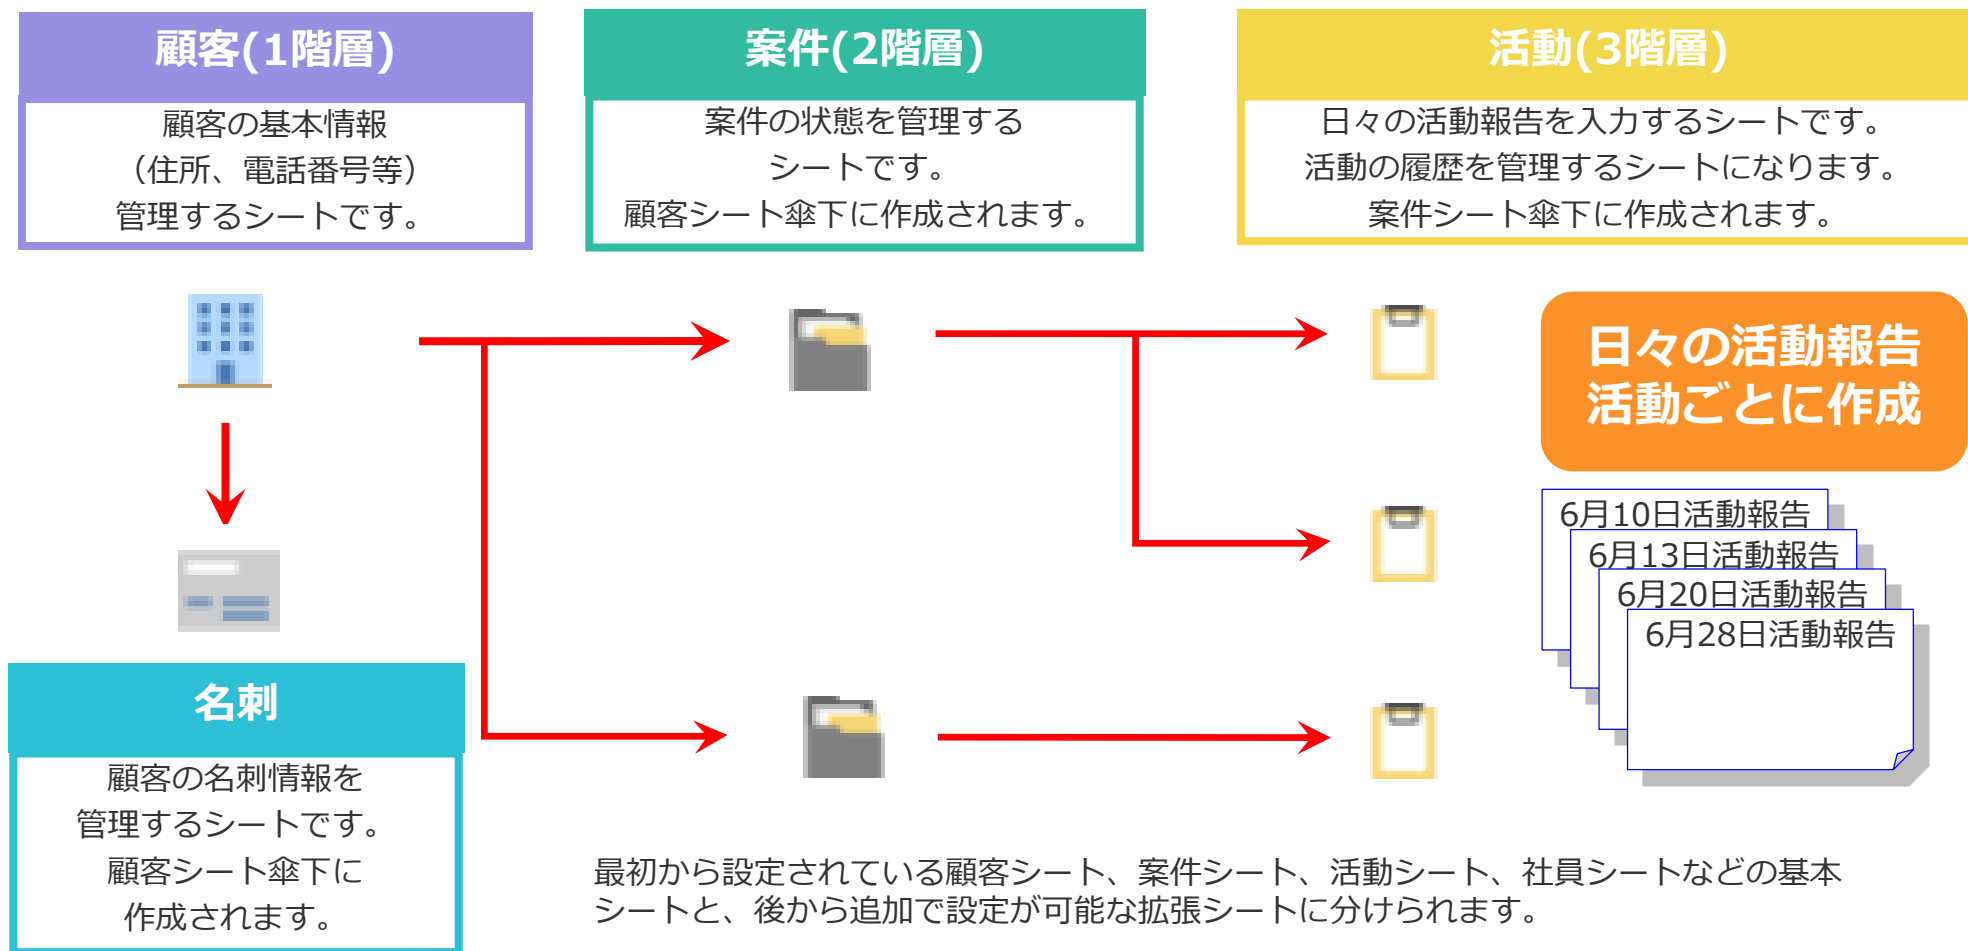 顧客(1階層)
顧客の基本情報
（住所、電話番号等）
管理するシートです。
案件(2階層)
案件の状態を管理する
シートです。
顧客シート傘下に作成されます。
活動(3階層)
日々の活動報告を入力するシートです。
活動の履歴を管理するシートになります。
案件シート傘下に作成されます。
日々の活動報告
活動ごとに作成
6月10日活動報告
6月13日活動報告
6月20日活動報告
6月28日活動報告
名刺
顧客の名刺情報を
管理するシートです。
顧客シート傘下に
作成されます。
最初から設定されている顧客シート、案件シート、活動シート、社員シートなどの基本
シートと、後から追加で設定が可能な拡張シートに分けられます。